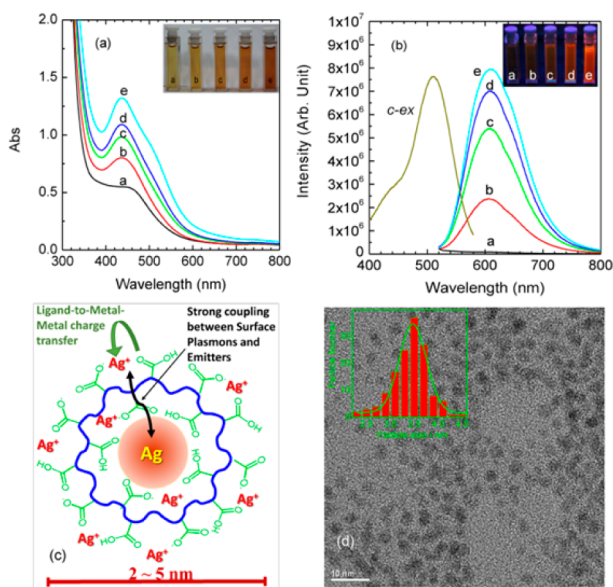 (a)
a
b
c
d
e
2.0
1.5
1.0
0.5
0.0
Abs
e
d
c
b
a
300
400
500
600
700
800
Wavelength (nm)
(b)
a b c d e
9x10⁶
8x10⁶
7x10⁶
6x10⁶
5x10⁶
4x10⁶
3x10⁶
2x10⁶
1x10⁶
0
Intensity (Arb. Unit)
c-ex
e
d
c
b
a
400
500
600
700
800
Wavelength (nm)
Ligand-to-Metal-
Metal charge
transfer
Strong coupling
between Surface
Plasmons and
Emitters
Ag⁺
Ag⁺
Ag⁺
Ag⁺
Ag⁺
Ag⁺
Ag⁺
Ag⁺
Ag⁺
Ag⁺
Ag
(c)
2 ~ 5 nm
(d)
10 nm